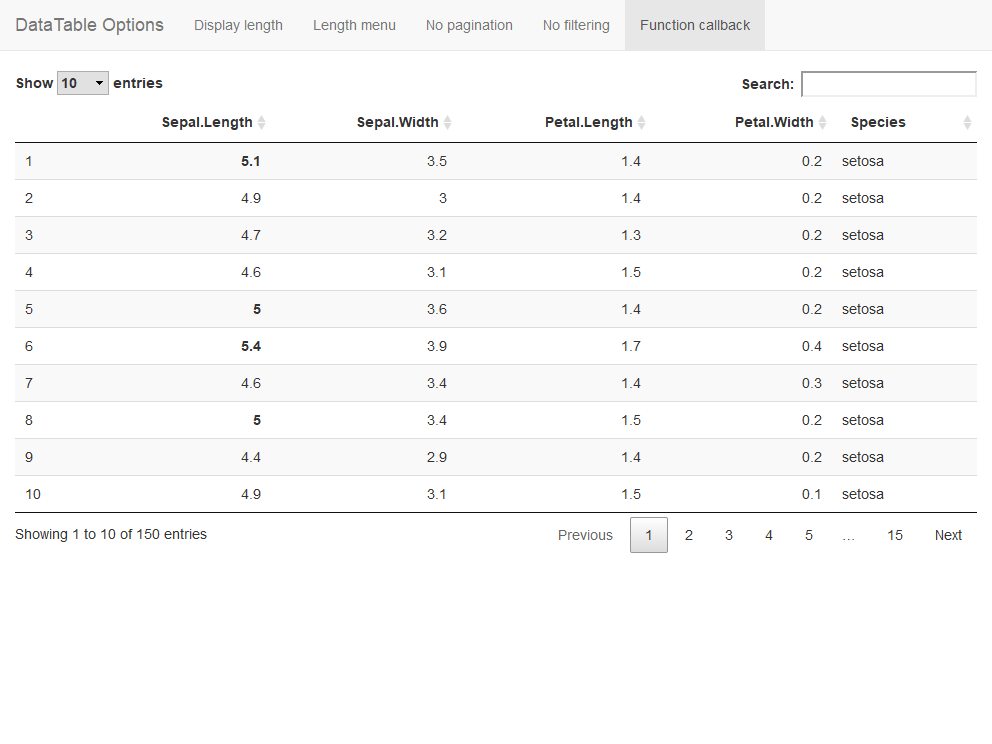 DataTable Options Display length Length menu No pagination No filtering Function callback
Show 10 entries Search:
Sepal.Length Sepal.Width Petal.Length Petal.Width Species
1 5.1 3.5 1.4 0.2 setosa
2 4.9 3 1.4 0.2 setosa
3 4.7 3.2 1.3 0.2 setosa
4 4.6 3.1 1.5 0.2 setosa
5 5 3.6 1.4 0.2 setosa
6 5.4 3.9 1.7 0.4 setosa
7 4.6 3.4 1.4 0.3 setosa
8 5 3.4 1.5 0.2 setosa
9 4.4 2.9 1.4 0.2 setosa
10 4.9 3.1 1.5 0.1 setosa
Showing 1 to 10 of 150 entries Previous 1 2 3 4 5 … 15 Next